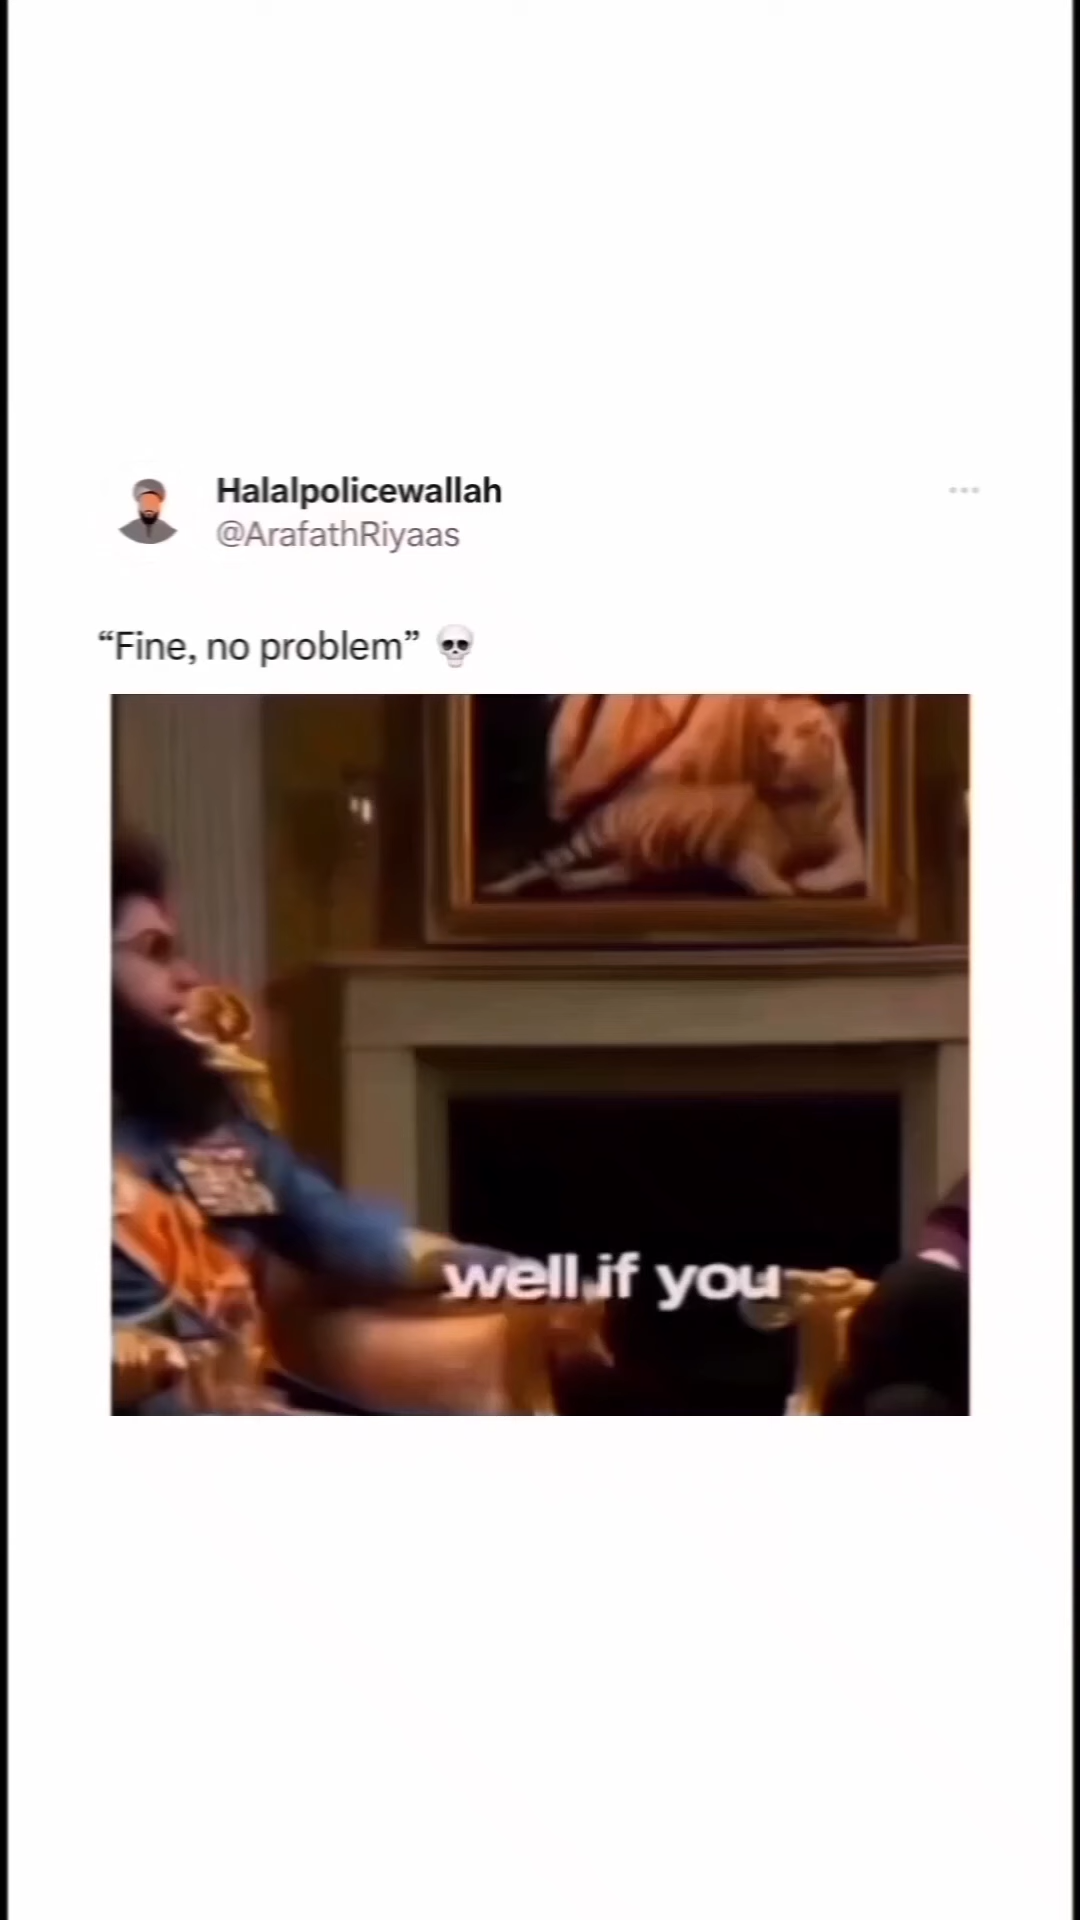 Halalpolicewallah
@ArafathRiyaas
“Fine, no problem” 💀
well if you